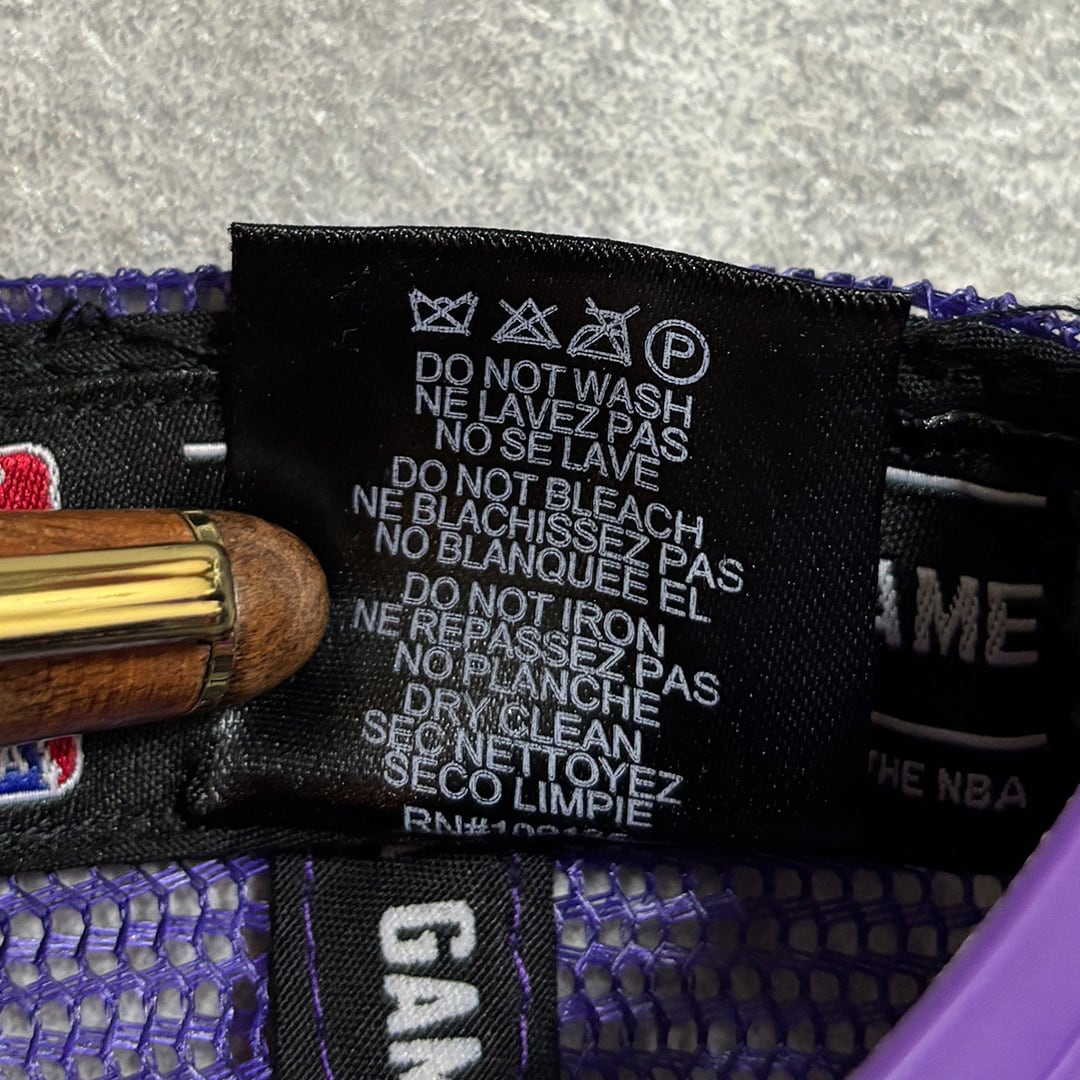 P
DO NOT WASH
NE LAVEZ PAS
NO SE LAVE
DO NOT BLEACH
NE BLACHISSEZ PAS
NO BLANQUEE EL
DO NOT IRON
NE REPASSEZ PAS
NO PLANCHE
DRY CLEAN
SEC NETTOYEZ
SECO LIMPIE
AME
THE NBA
GAM